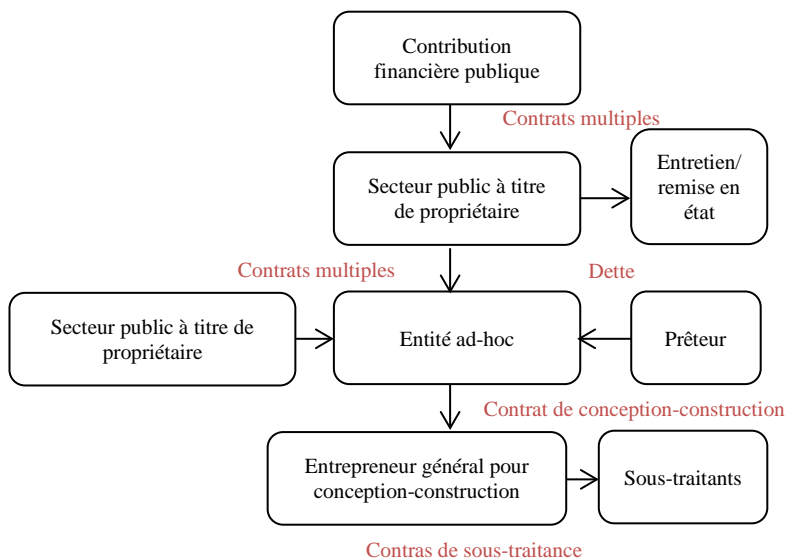 Contribution
financière publique
Contrats multiples
Entretien/
remise en
état
Secteur public à titre
de propriétaire
Contrats multiples
Dette
Secteur public à titre de
propriétaire
Entité ad-hoc
Prêteur
Contrat de conception-construction
Entrepreneur général pour
conception-construction
Sous-traitants
Contras de sous-traitance